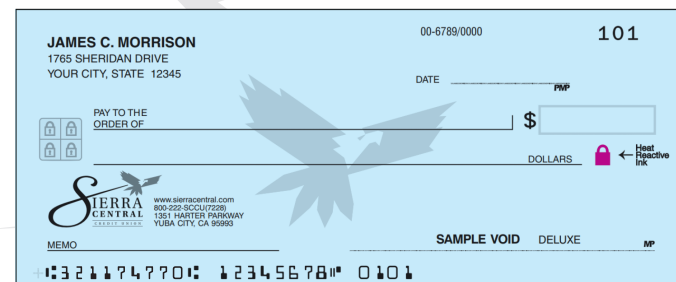 JAMES C. MORRISON
1765 SHERIDAN DRIVE
YOUR CITY, STATE 12345
00-6789/0000
101
DATE
PMP
PAY TO THE
ORDER OF
$
DOLLARS
Heat
Reactive
Ink
SIERRA
CENTRAL
CREDIT UNION
www.sierracentral.com
800-222-SCCU(7228)
1351 HARTER PARKWAY
YUBA CITY, CA 95993
MEMO
SAMPLE VOID DELUXE
MP
⑆321174770⑆ 12345678⑈ 0101